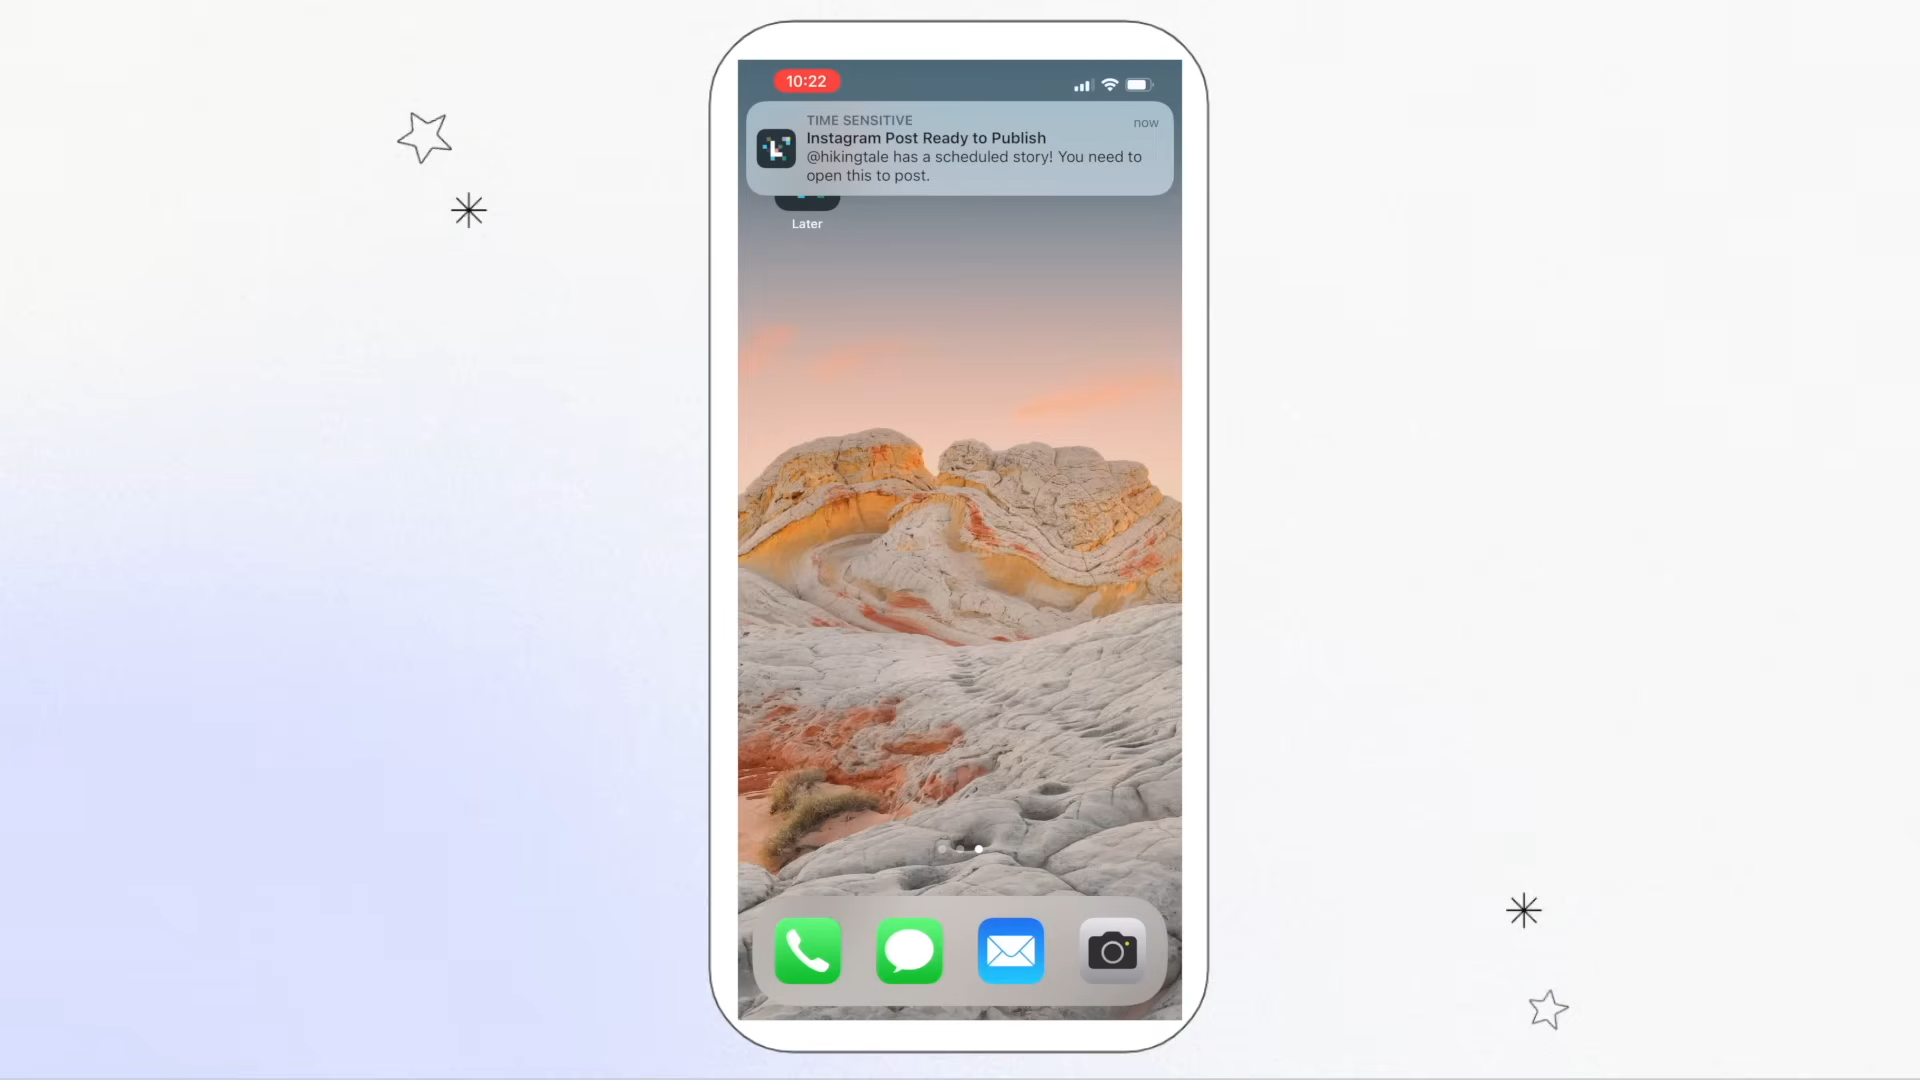 10:22
TIME SENSITIVE
now
Instagram Post Ready to Publish
@hikingtale has a scheduled story! You need to
open this to post.
Later